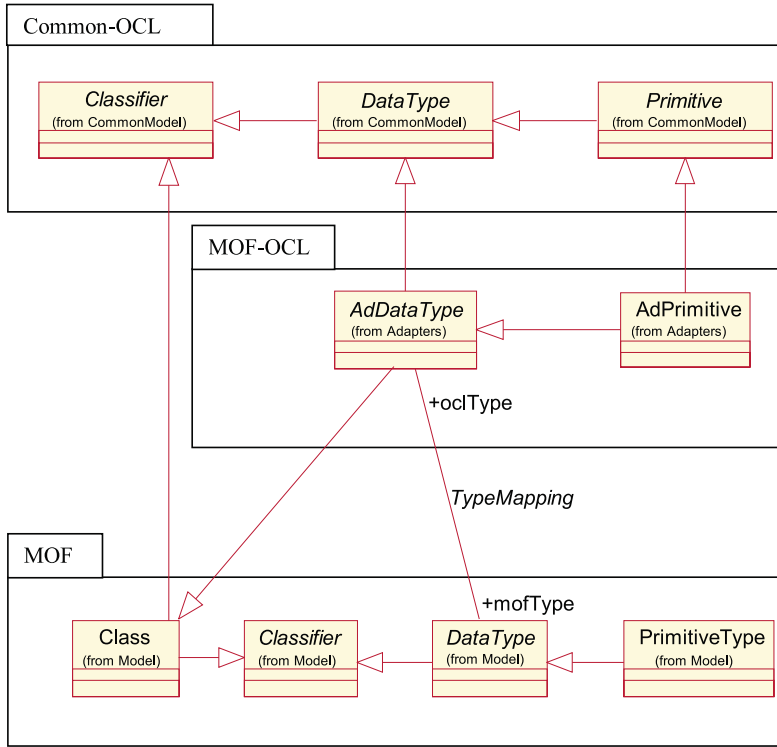 Common-OCL
Classifier
(from CommonModel)
DataType
(from CommonModel)
Primitive
(from CommonModel)
MOF-OCL
AdDataType
(from Adapters)
AdPrimitive
(from Adapters)
+oclType
TypeMapping
MOF
+mofType
Class
(from Model)
Classifier
(from Model)
DataType
(from Model)
PrimitiveType
(from Model)